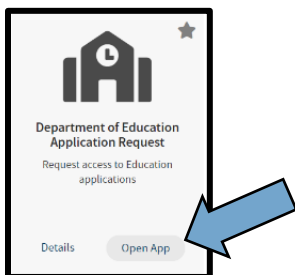 Department of Education
Application Request
Request access to Education
applications
Details
Open App